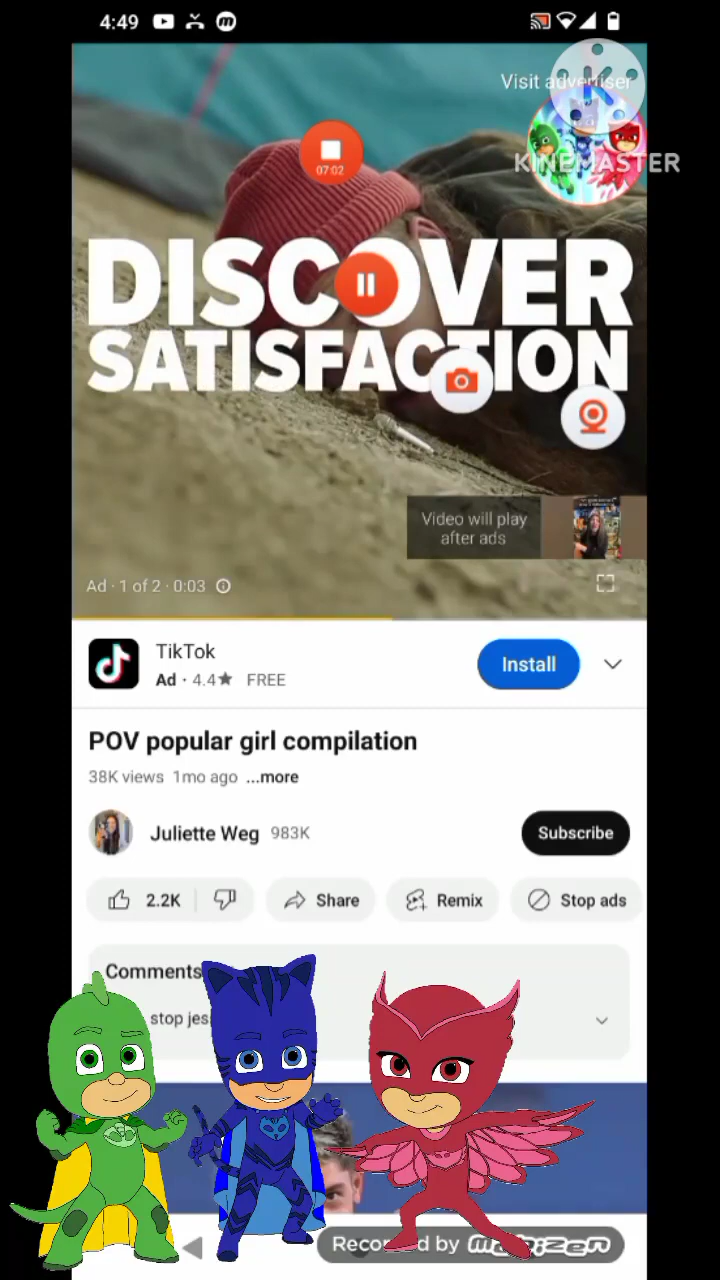 4:49
Visit advertiser
K
KINEMASTER
07:02
DISCOVER
SATISFACTION
Video will play
after ads
Ad · 1 of 2 · 0:03
TikTok
Install
Ad · 4.4★ FREE
POV popular girl compilation
38K views 1mo ago ...more
Juliette Weg 983K
Subscribe
2.2K
Share
Remix
Stop ads
Comments
stop jes
Recorded by mobizen